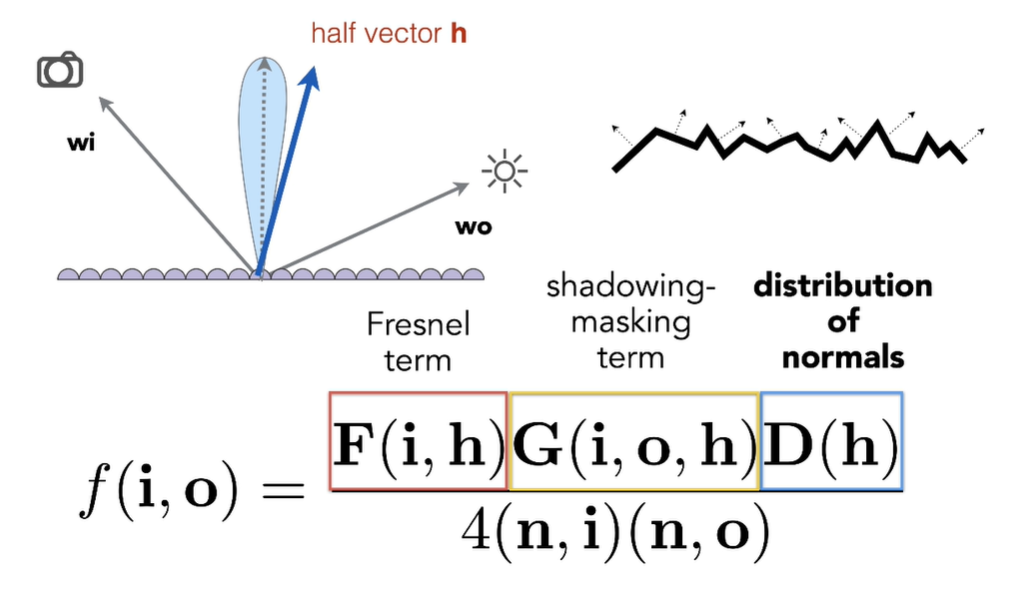 half vector h
wi
wo
Fresnel
term
shadowing-
masking
term
distribution
of
normals
f(i, o) = F(i, h)G(i, o, h)D(h)
4(n, i)(n, o)